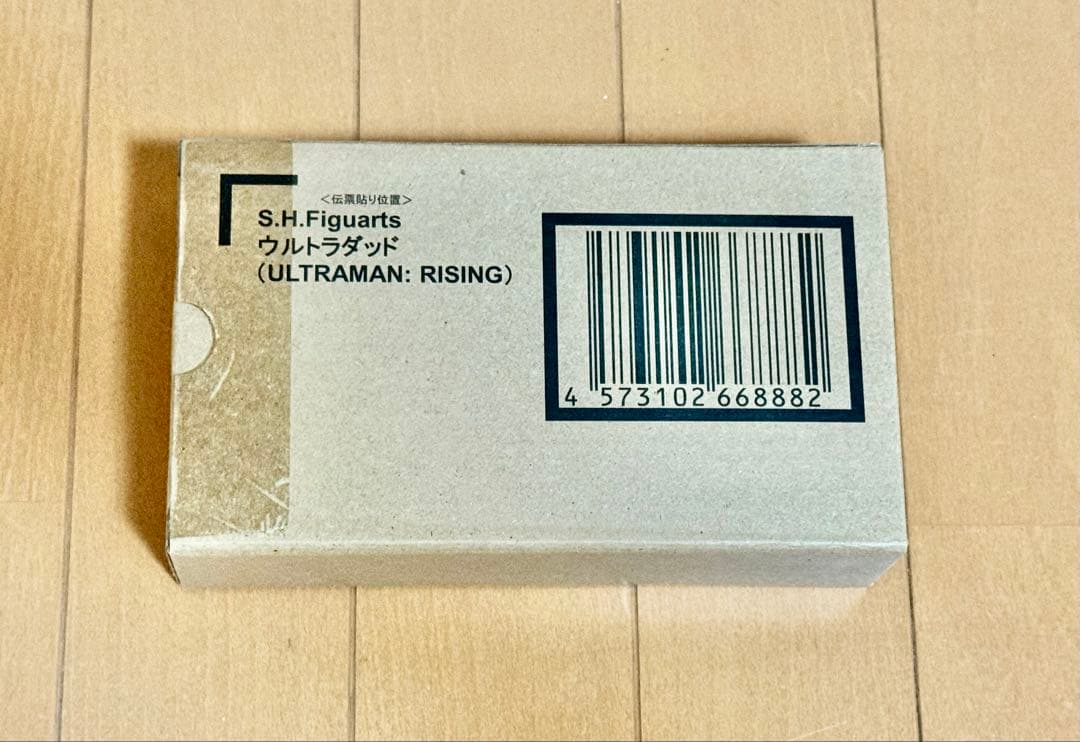 <伝票貼り位置>
S.H.Figuarts
ウルトラダッド
(ULTRAMAN: RISING)
4 573102 668882